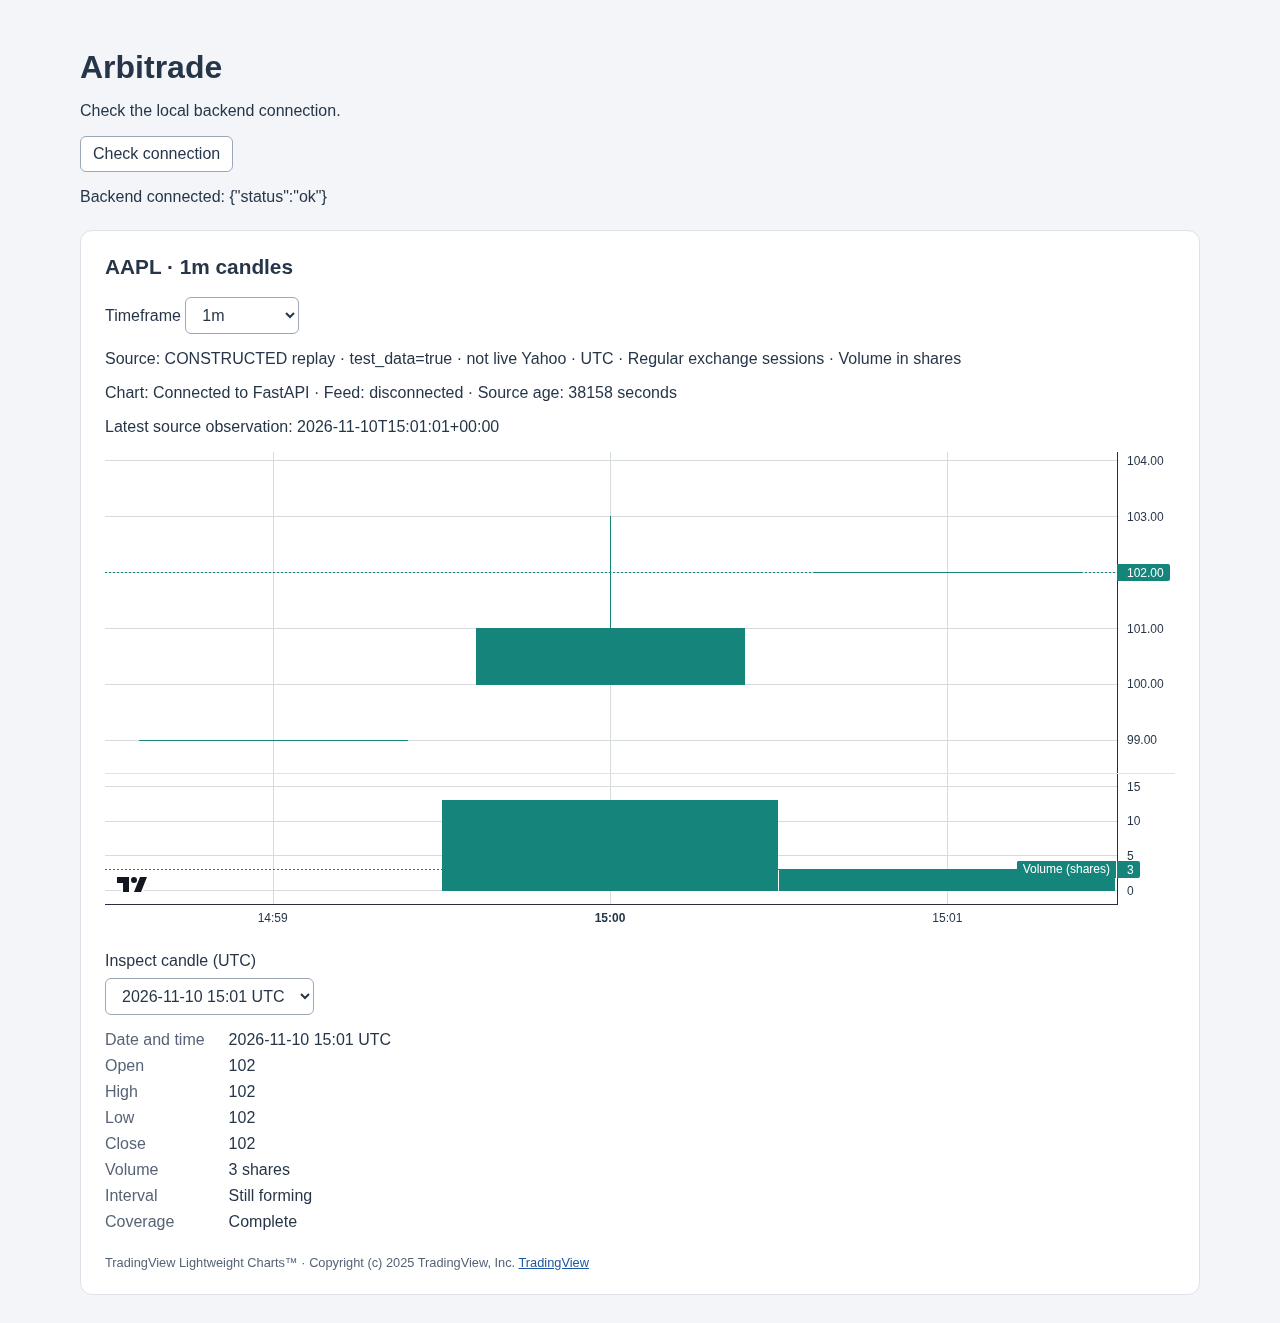 Arbitrade
Check the local backend connection.
Check connection
Backend connected: {"status":"ok"}
AAPL · 1m candles
Timeframe 1m
Source: CONSTRUCTED replay · test_data=true · not live Yahoo · UTC · Regular exchange sessions · Volume in shares
Chart: Connected to FastAPI · Feed: disconnected · Source age: 38158 seconds
Latest source observation: 2026-11-10T15:01:01+00:00
104.00
103.00
102.00
101.00
100.00
99.00
15
10
5
Volume (shares) 3
0
14:59 15:00 15:01
Inspect candle (UTC)
2026-11-10 15:01 UTC
Date and time 2026-11-10 15:01 UTC
Open 102
High 102
Low 102
Close 102
Volume 3 shares
Interval Still forming
Coverage Complete
TradingView Lightweight Charts™ · Copyright (c) 2025 TradingView, Inc. TradingView